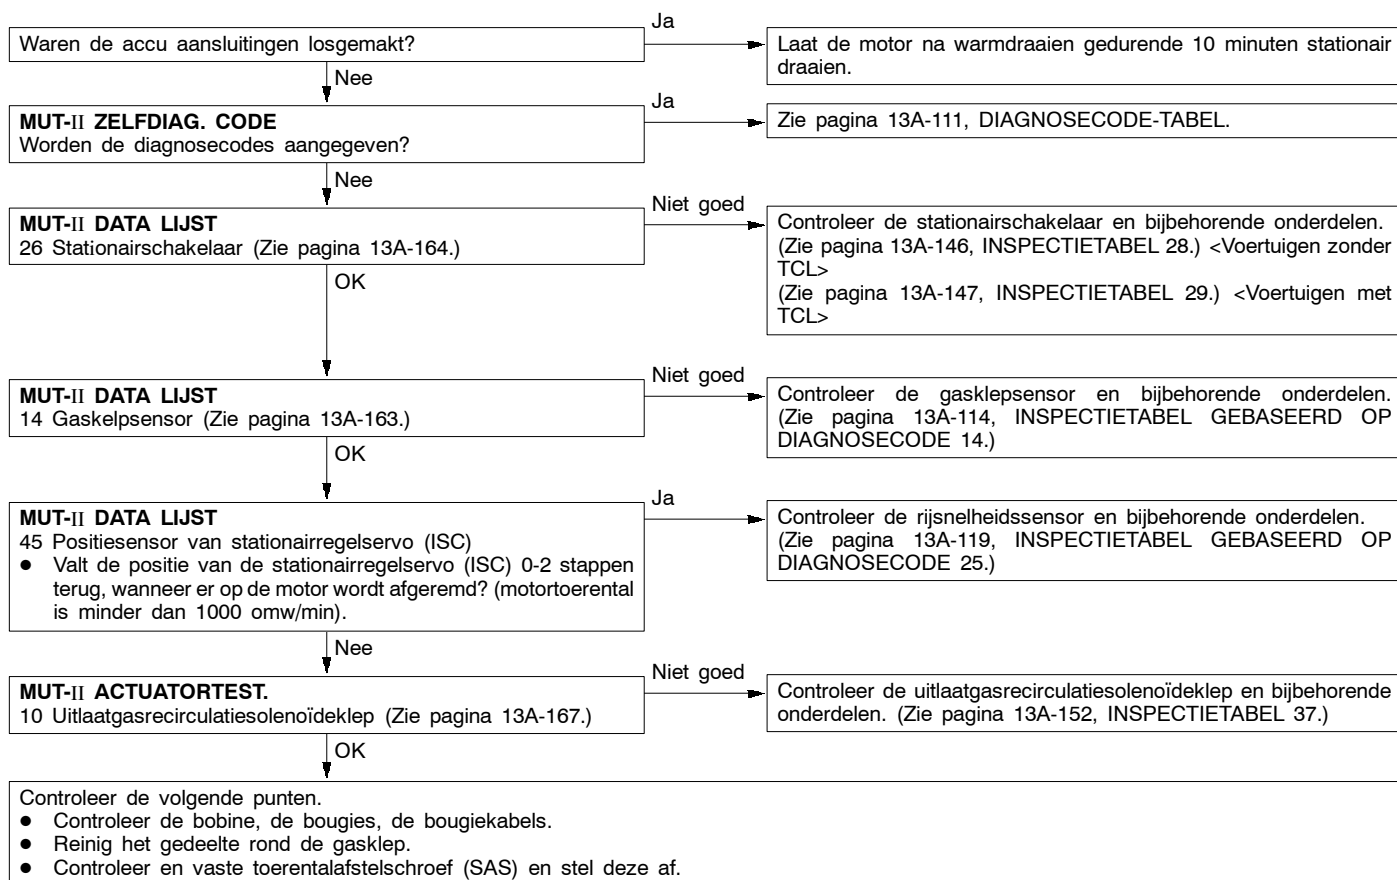 Ja
Waren de accu aansluitingen losgemakt?
Laat de motor na warmdraaien gedurende 10 minuten stationair
draaien.
Nee
Ja
MUT-II ZELFDIAG. CODE
Worden de diagnosecodes aangegeven?
Zie pagina 13A-111, DIAGNOSECODE-TABEL.
Nee
Niet goed
MUT-II DATA LIJST
26 Stationairschakelaar (Zie pagina 13A-164.)
Controleer de stationairschakelaar en bijbehorende onderdelen.
(Zie pagina 13A-146, INSPECTIETABEL 28.) <Voertuigen zonder
TCL>
(Zie pagina 13A-147, INSPECTIETABEL 29.) <Voertuigen met
TCL>
OK
Niet goed
MUT-II DATA LIJST
14 Gaskelpsensor (Zie pagina 13A-163.)
Controleer de gasklepsensor en bijbehorende onderdelen.
(Zie pagina 13A-114, INSPECTIETABEL GEBASEERD OP
DIAGNOSECODE 14.)
OK
Ja
MUT-II DATA LIJST
45 Positiesensor van stationairregelservo (ISC)
● Valt de positie van de stationairregelservo (ISC) 0-2 stappen
terug, wanneer er op de motor wordt afgeremd? (motortoerental
is minder dan 1000 omw/min).
Controleer de rijsnelheidssensor en bijbehorende onderdelen.
(Zie pagina 13A-119, INSPECTIETABEL GEBASEERD OP
DIAGNOSECODE 25.)
Nee
Niet goed
MUT-II ACTUATORTEST.
10 Uitlaatgasrecirculatiesolenoïdeklep (Zie pagina 13A-167.)
Controleer de uitlaatgasrecirculatiesolenoïdeklep en bijbehorende
onderdelen. (Zie pagina 13A-152, INSPECTIETABEL 37.)
OK
Controleer de volgende punten.
● Controleer de bobine, de bougies, de bougiekabels.
● Reinig het gedeelte rond de gasklep.
● Controleer en vaste toerentalafstelschroef (SAS) en stel deze af.